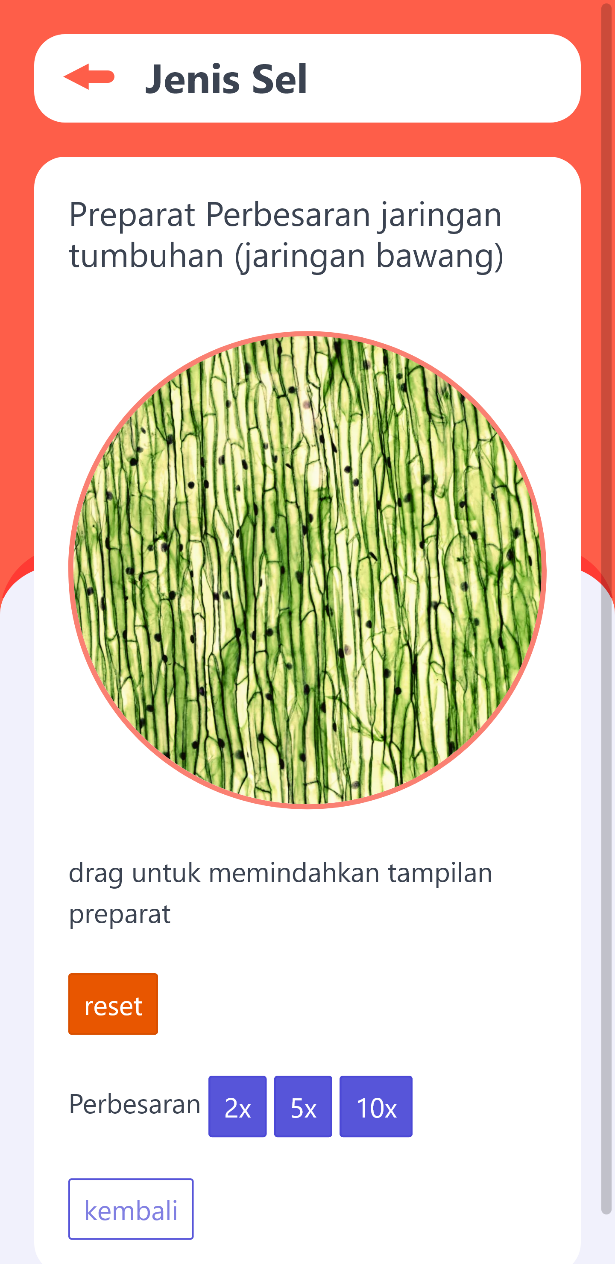 Jenis Sel
Preparat Perbesaran jaringan
tumbuhan (jaringan bawang)
drag untuk memindahkan tampilan
preparat
reset
Perbesaran 2x 5x 10x
kembali